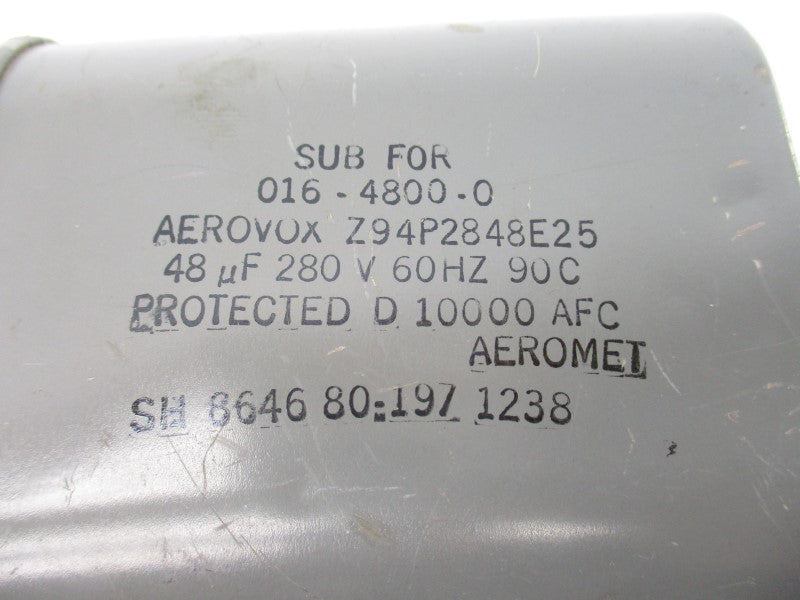 SUB FOR
016-4800-0
AEROVOX Z94P2848E25
48 µF 280 V 60HZ 90C
PROTECTED D 10000 AFC
AEROMET
SH 8646 80-197 1238